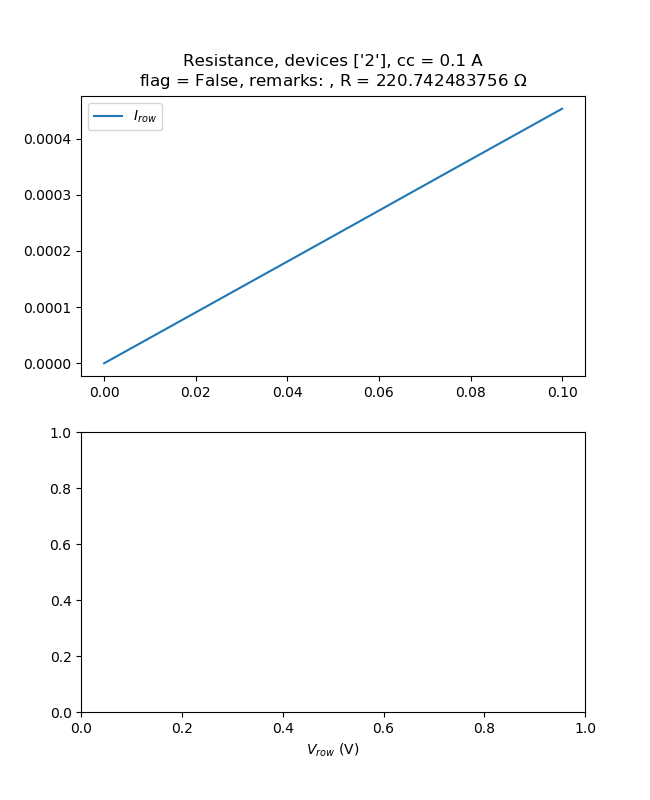 Resistance, devices ['2'], cc = 0.1 A
flag = False, remarks: , R = 220.742483756 Ω
I_row
0.0004
0.0003
0.0002
0.0001
0.0000
0.00 0.02 0.04 0.06 0.08 0.10
1.0
0.8
0.6
0.4
0.2
0.0
0.0 0.2 0.4 0.6 0.8 1.0
V_row (V)